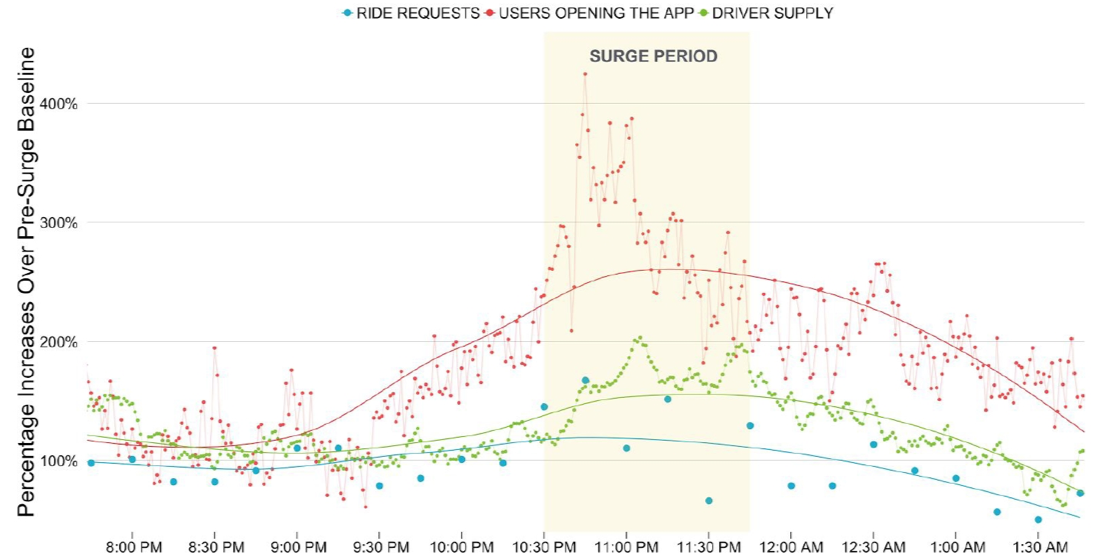 RIDE REQUESTS USERS OPENING THE APP DRIVER SUPPLY
SURGE PERIOD
Percentage Increases Over Pre-Surge Baseline
400%
300%
200%
100%
8:00 PM 8:30 PM 9:00 PM 9:30 PM 10:00 PM 10:30 PM 11:00 PM 11:30 PM 12:00 AM 12:30 AM 1:00 AM 1:30 AM